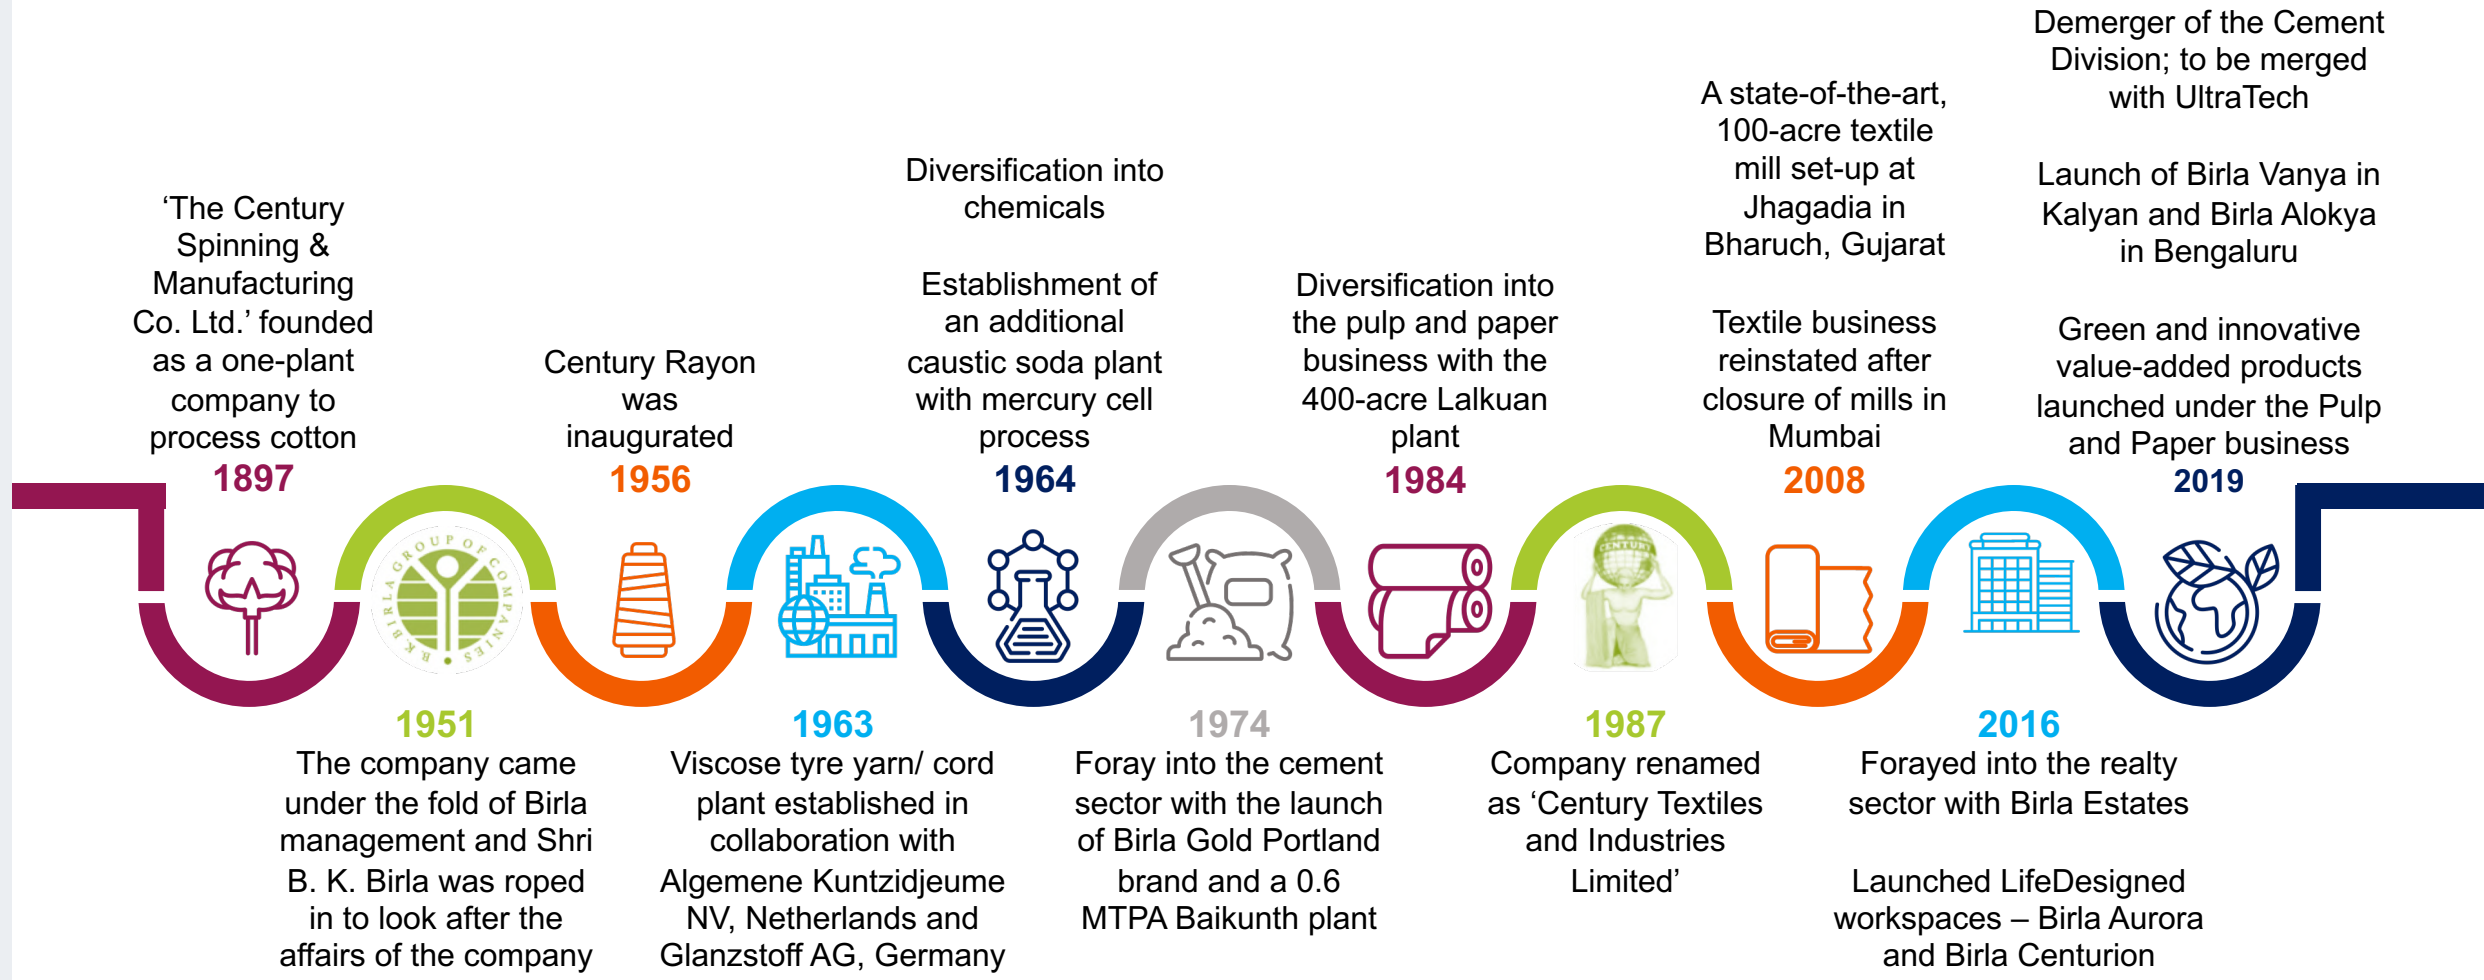 ‘The Century
Spinning &
Manufacturing
Co. Ltd.’ founded
as a one-plant
company to
process cotton
1897
B.K.BIRLA GROUP OF COMPANIES
1951
The company came
under the fold of Birla
management and Shri
B. K. Birla was roped
in to look after the
affairs of the company
Century Rayon
was
inaugurated
1956
1963
Viscose tyre yarn/ cord
plant established in
collaboration with
Algemene Kuntzidjeume
NV, Netherlands and
Glanzstoff AG, Germany
Diversification into
chemicals
Establishment of
an additional
caustic soda plant
with mercury cell
process
1964
1974
Foray into the cement
sector with the launch
of Birla Gold Portland
brand and a 0.6
MTPA Baikunth plant
Diversification into
the pulp and paper
business with the
400-acre Lalkuan
plant
1984
CENTURY
1987
Company renamed
as ‘Century Textiles
and Industries
Limited’
A state-of-the-art,
100-acre textile
mill set-up at
Jhagadia in
Bharuch, Gujarat
Textile business
reinstated after
closure of mills in
Mumbai
2008
2016
Forayed into the realty
sector with Birla Estates
Launched LifeDesigned
workspaces – Birla Aurora
and Birla Centurion
Demerger of the Cement
Division; to be merged
with UltraTech
Launch of Birla Vanya in
Kalyan and Birla Alokya
in Bengaluru
Green and innovative
value-added products
launched under the Pulp
and Paper business
2019